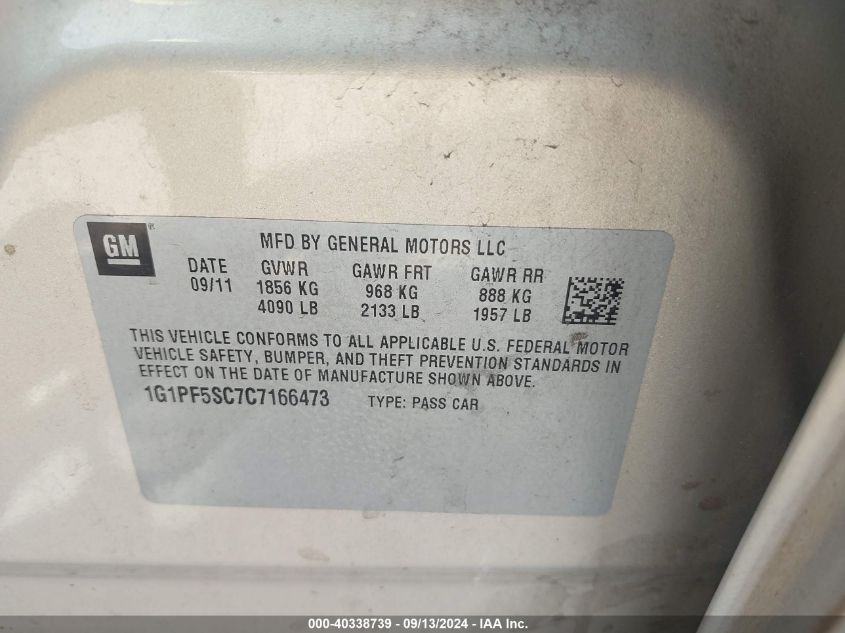 GM
MFD BY GENERAL MOTORS LLC
DATE GVWR GAWR FRT GAWR RR
09/11 1856 KG 968 KG 888 KG
4090 LB 2133 LB 1957 LB
THIS VEHICLE CONFORMS TO ALL APPLICABLE U.S. FEDERAL MOTOR
VEHICLE SAFETY, BUMPER, AND THEFT PREVENTION STANDARDS IN
EFFECT ON THE DATE OF MANUFACTURE SHOWN ABOVE.
1G1PF5SC7C7166473 TYPE: PASS CAR
000-40338739 - 09/13/2024 - IAA Inc.